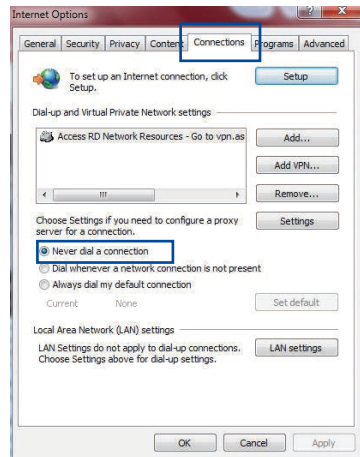 Internet Options
General Security Privacy Content Connections Programs Advanced
To set up an Internet connection, click
Setup.
Setup
Dial-up and Virtual Private Network settings
Access RD Network Resources - Go to vpn.as
Add...
Add VPN...
Remove...
Choose Settings if you need to configure a proxy
server for a connection.
Settings
Never dial a connection
Dial whenever a network connection is not present
Always dial my default connection
Current None
Set default
Local Area Network (LAN) settings
LAN Settings do not apply to dial-up connections.
Choose Settings above for dial-up settings.
LAN settings
OK Cancel Apply